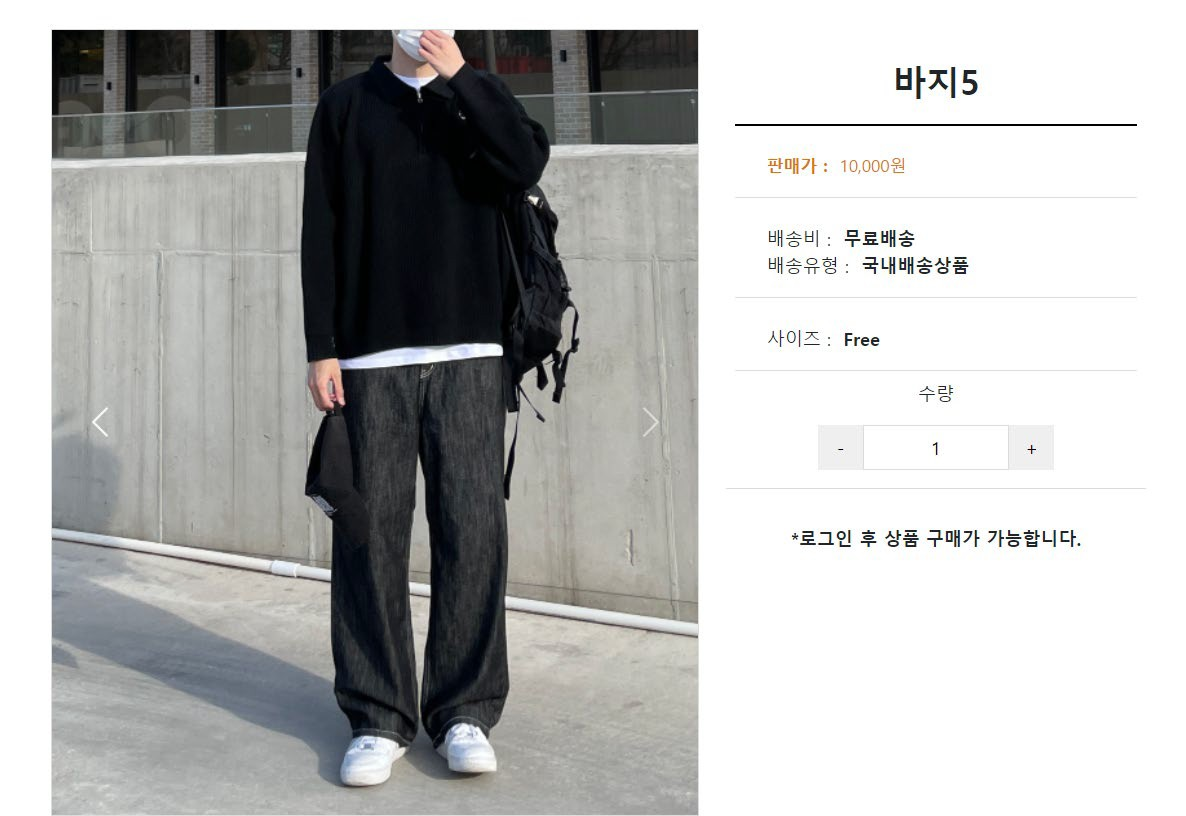 바지5
판매가 : 10,000원
배송비 : 무료배송
배송유형 : 국내배송상품
사이즈 : Free
수량
- 1 +
*로그인 후 상품 구매가 가능합니다.